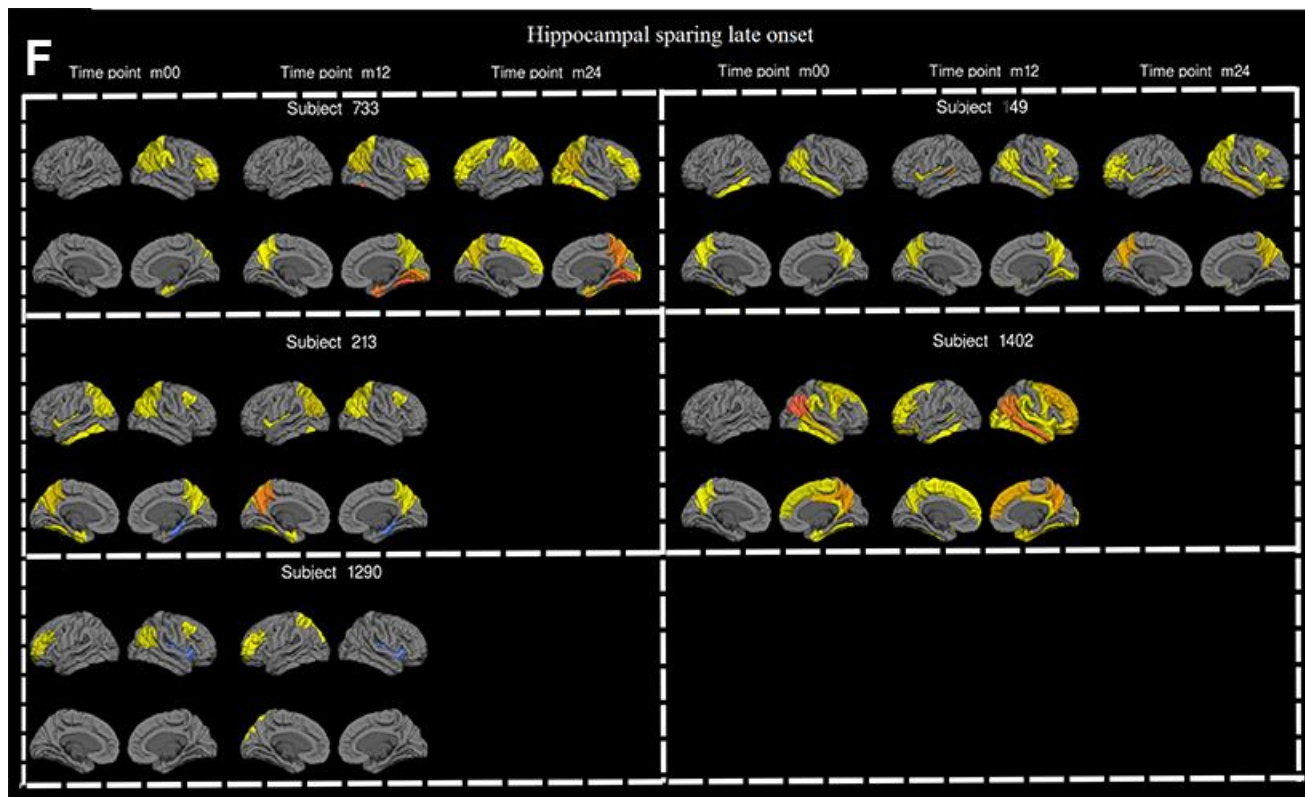 F
Hippocampal sparing late onset
Time point m00 Time point m12 Time point m24 Time point m00 Time point m12 Time point m24
Subject 733
Subject 149
Subject 213
Subject 1402
Subject 1290